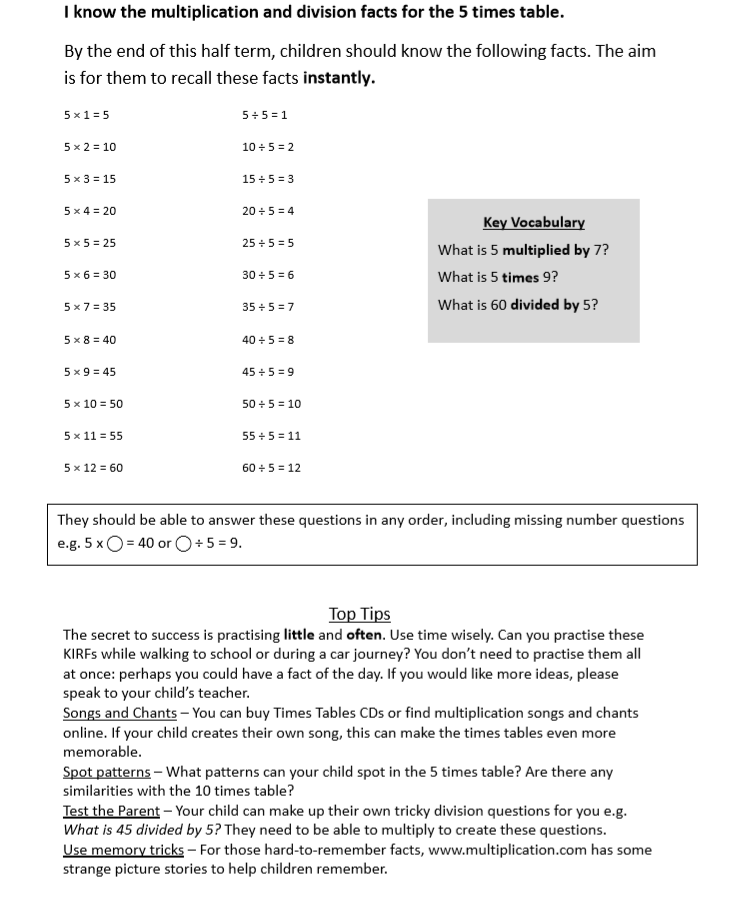 I know the multiplication and division facts for the 5 times table.
By the end of this half term, children should know the following facts. The aim
is for them to recall these facts instantly.
5 × 1 = 5
5 × 2 = 10
5 × 3 = 15
5 × 4 = 20
5 × 5 = 25
5 × 6 = 30
5 × 7 = 35
5 × 8 = 40
5 × 9 = 45
5 × 10 = 50
5 × 11 = 55
5 × 12 = 60
5 ÷ 5 = 1
10 ÷ 5 = 2
15 ÷ 5 = 3
20 ÷ 5 = 4
25 ÷ 5 = 5
30 ÷ 5 = 6
35 ÷ 5 = 7
40 ÷ 5 = 8
45 ÷ 5 = 9
50 ÷ 5 = 10
55 ÷ 5 = 11
60 ÷ 5 = 12
Key Vocabulary
What is 5 multiplied by 7?
What is 5 times 9?
What is 60 divided by 5?
They should be able to answer these questions in any order, including missing number questions
e.g. 5 x ◯ = 40 or ◯ ÷ 5 = 9.
Top Tips
The secret to success is practising little and often. Use time wisely. Can you practise these
KIRFs while walking to school or during a car journey? You don’t need to practise them all
at once: perhaps you could have a fact of the day. If you would like more ideas, please
speak to your child’s teacher.
Songs and Chants – You can buy Times Tables CDs or find multiplication songs and chants
online. If your child creates their own song, this can make the times tables even more
memorable.
Spot patterns – What patterns can your child spot in the 5 times table? Are there any
similarities with the 10 times table?
Test the Parent – Your child can make up their own tricky division questions for you e.g.
What is 45 divided by 5? They need to be able to multiply to create these questions.
Use memory tricks – For those hard-to-remember facts, www.multiplication.com has some
strange picture stories to help children remember.